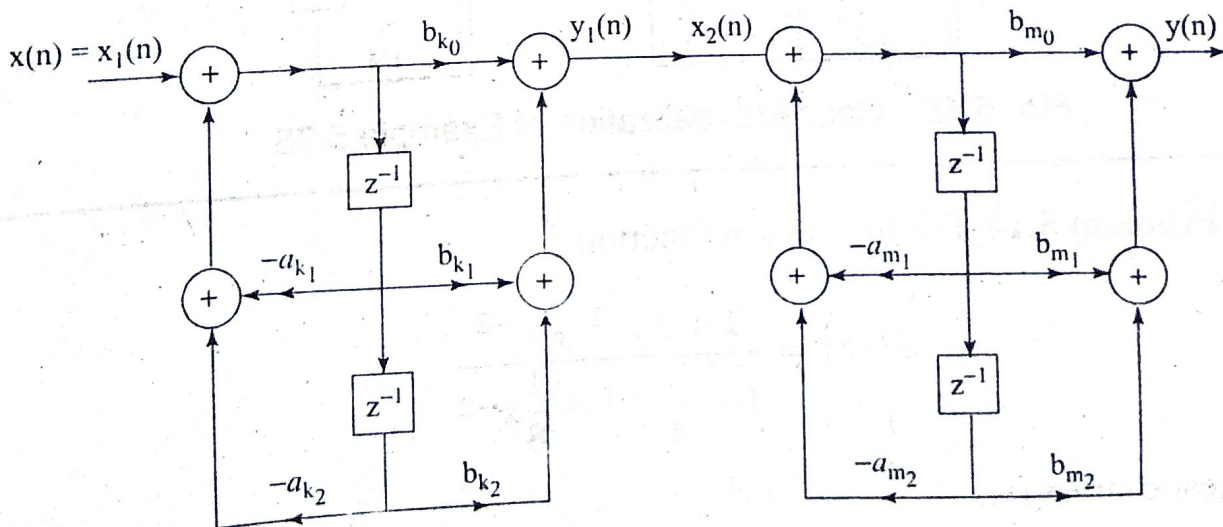 x(n) = x₁(n)
b_k₀
y₁(n)
x₂(n)
b_m₀
y(n)
+
+
+
+
z⁻¹
z⁻¹
-a_k₁
b_k₁
-a_m₁
b_m₁
+
+
+
+
z⁻¹
z⁻¹
-a_k₂
b_k₂
-a_m₂
b_m₂